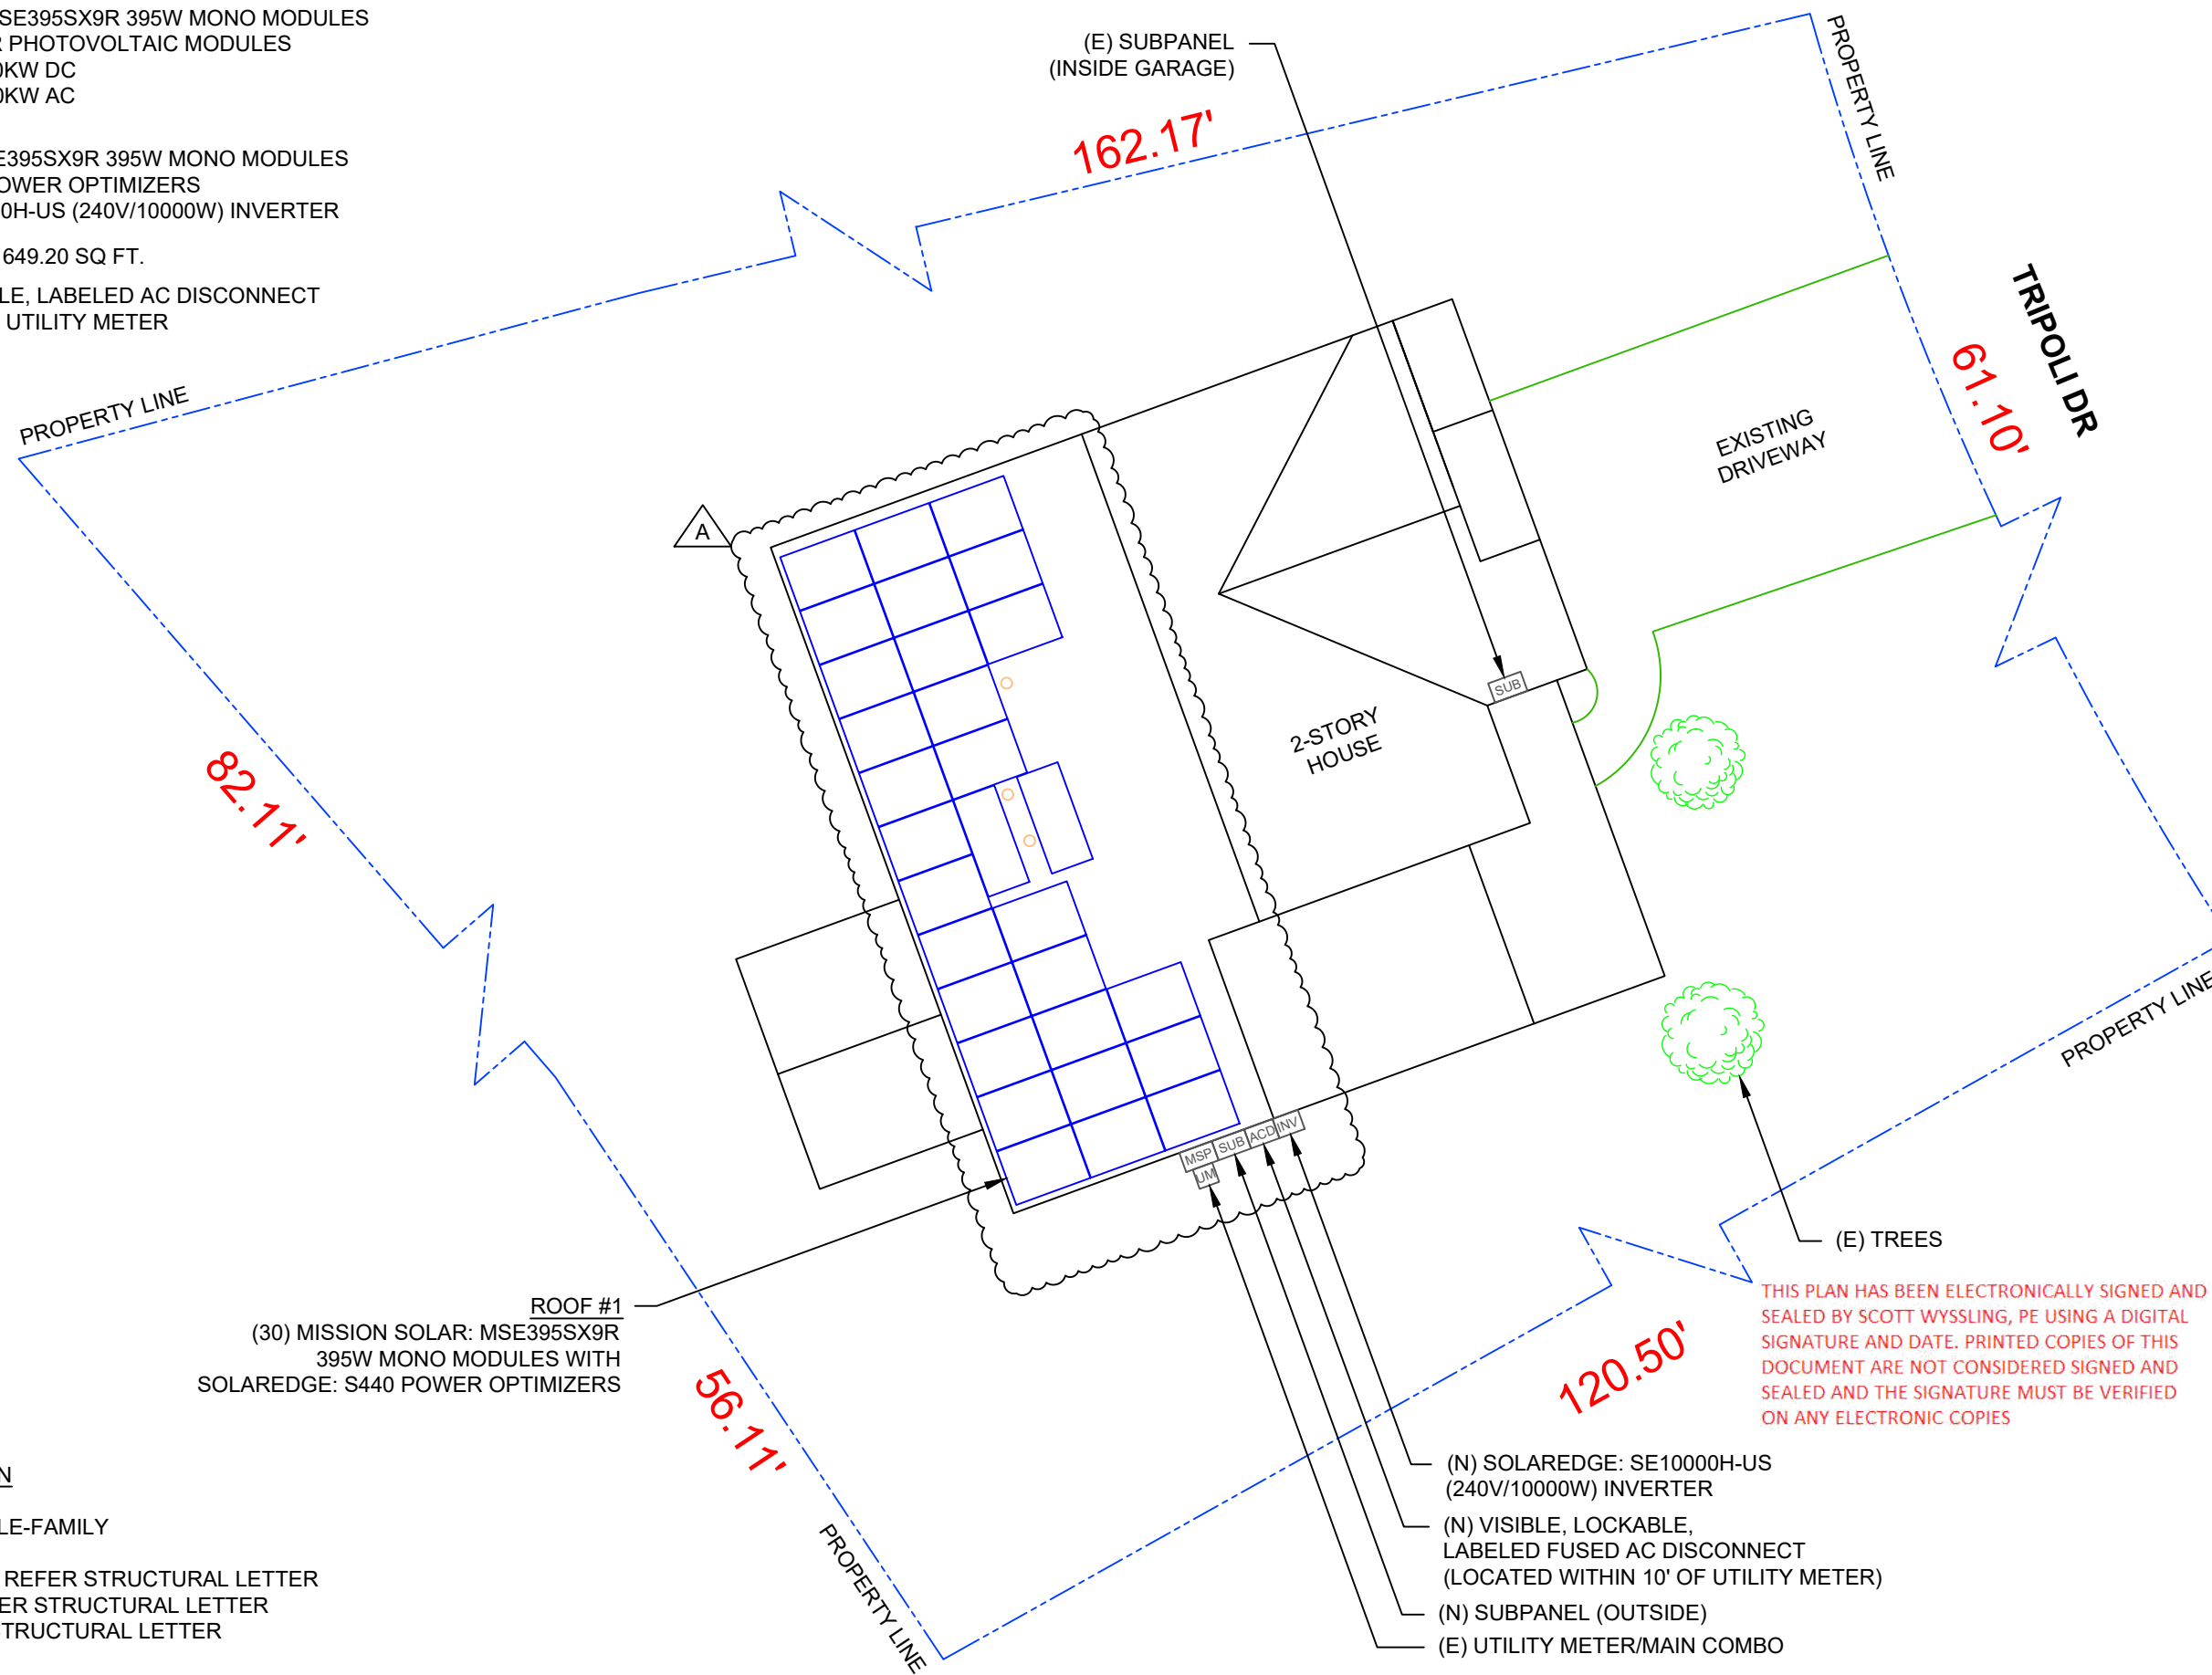 SE395SX9R 395W MONO MODULES
R PHOTOVOLTAIC MODULES
0KW DC
0KW AC
E395SX9R 395W MONO MODULES
OWER OPTIMIZERS
0H-US (240V/10000W) INVERTER
649.20 SQ FT.
LE, LABELED AC DISCONNECT
UTILITY METER
(E) SUBPANEL
(INSIDE GARAGE)
162.17'
PROPERTY LINE
TRIPOLI DR
61.10'
EXISTING
DRIVEWAY
PROPERTY LINE
A
SUB
2-STORY
HOUSE
82.11'
PROPERTY LINE
MSP
SUB
ACD
INV
UM
(E) TREES
ROOF #1
(30) MISSION SOLAR: MSE395SX9R
395W MONO MODULES WITH
SOLAREDGE: S440 POWER OPTIMIZERS
THIS PLAN HAS BEEN ELECTRONICALLY SIGNED AND
SEALED BY SCOTT WYSSLING, PE USING A DIGITAL
SIGNATURE AND DATE. PRINTED COPIES OF THIS
DOCUMENT ARE NOT CONSIDERED SIGNED AND
SEALED AND THE SIGNATURE MUST BE VERIFIED
ON ANY ELECTRONIC COPIES
120.50'
56.11'
PROPERTY LINE
(N) SOLAREDGE: SE10000H-US
(240V/10000W) INVERTER
(N) VISIBLE, LOCKABLE,
LABELED FUSED AC DISCONNECT
(LOCATED WITHIN 10' OF UTILITY METER)
(N) SUBPANEL (OUTSIDE)
(E) UTILITY METER/MAIN COMBO
N
LE-FAMILY
REFER STRUCTURAL LETTER
ER STRUCTURAL LETTER
STRUCTURAL LETTER